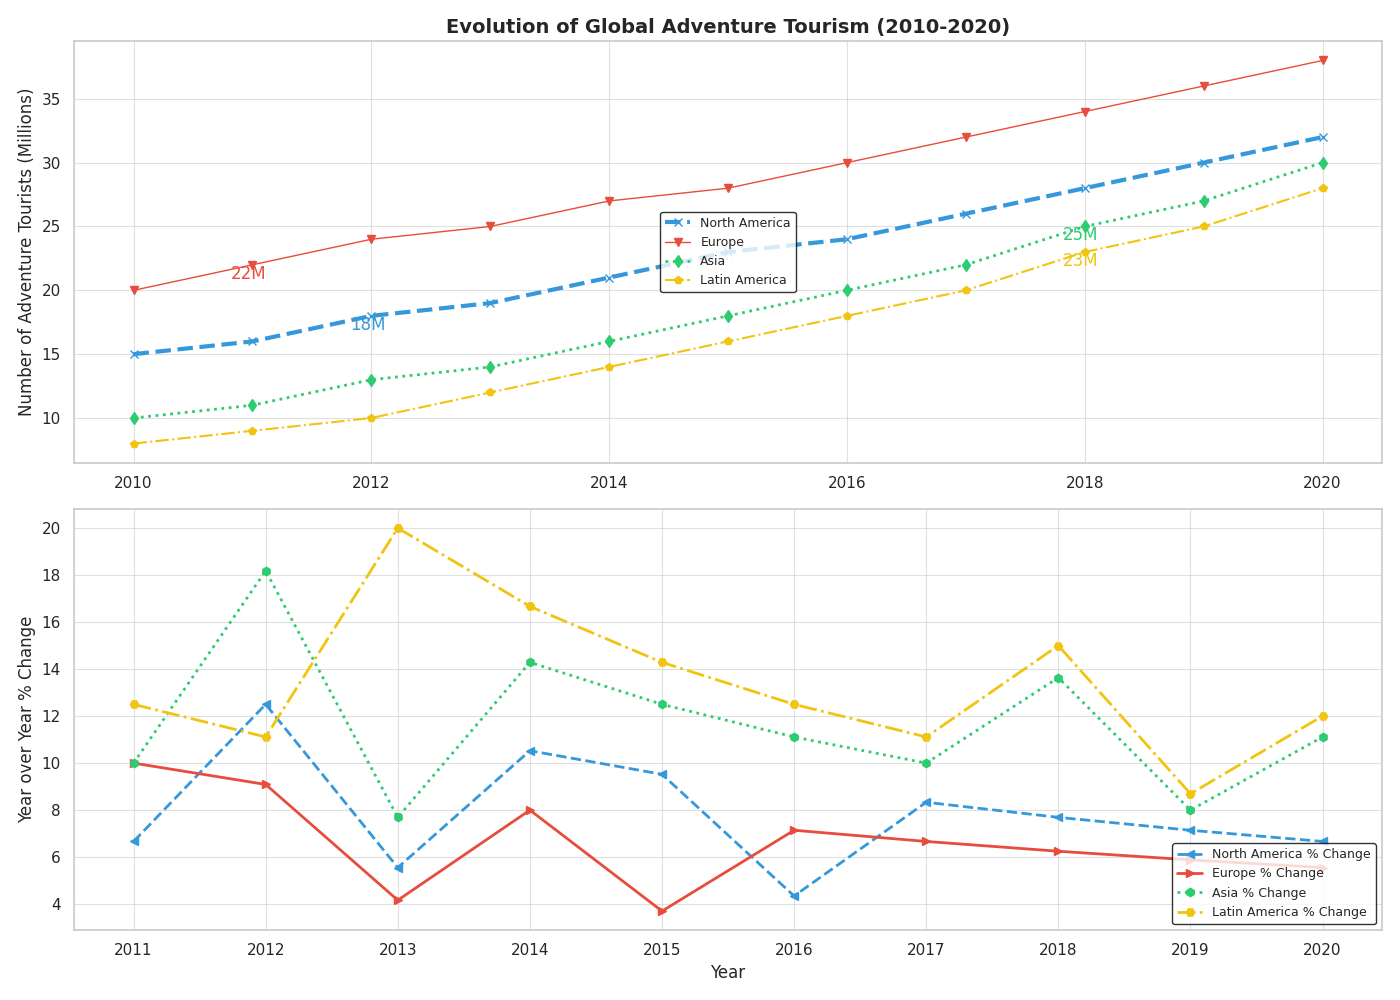 Evolution of Global Adventure Tourism (2010-2020)
Number of Adventure Tourists (Millions)
35
30
25
20
15
10
22M
18M
25M
23M
North America
Europe
Asia
Latin America
2010 2012 2014 2016 2018 2020
Year over Year % Change
20
18
16
14
12
10
8
6
4
North America % Change
Europe % Change
Asia % Change
Latin America % Change
2011 2012 2013 2014 2015 2016 2017 2018 2019 2020
Year